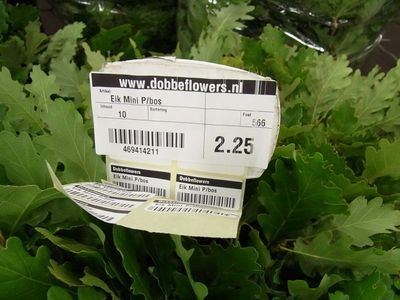 www.dobbeflowers.nl
Artikel
Eik Mini P/bos
Inhoud Sortering Fust
10 566
469414211 2.25
Dobbeflowers
Eik Mini P/bos
Dobbeflowers
Eik Mini P/bos